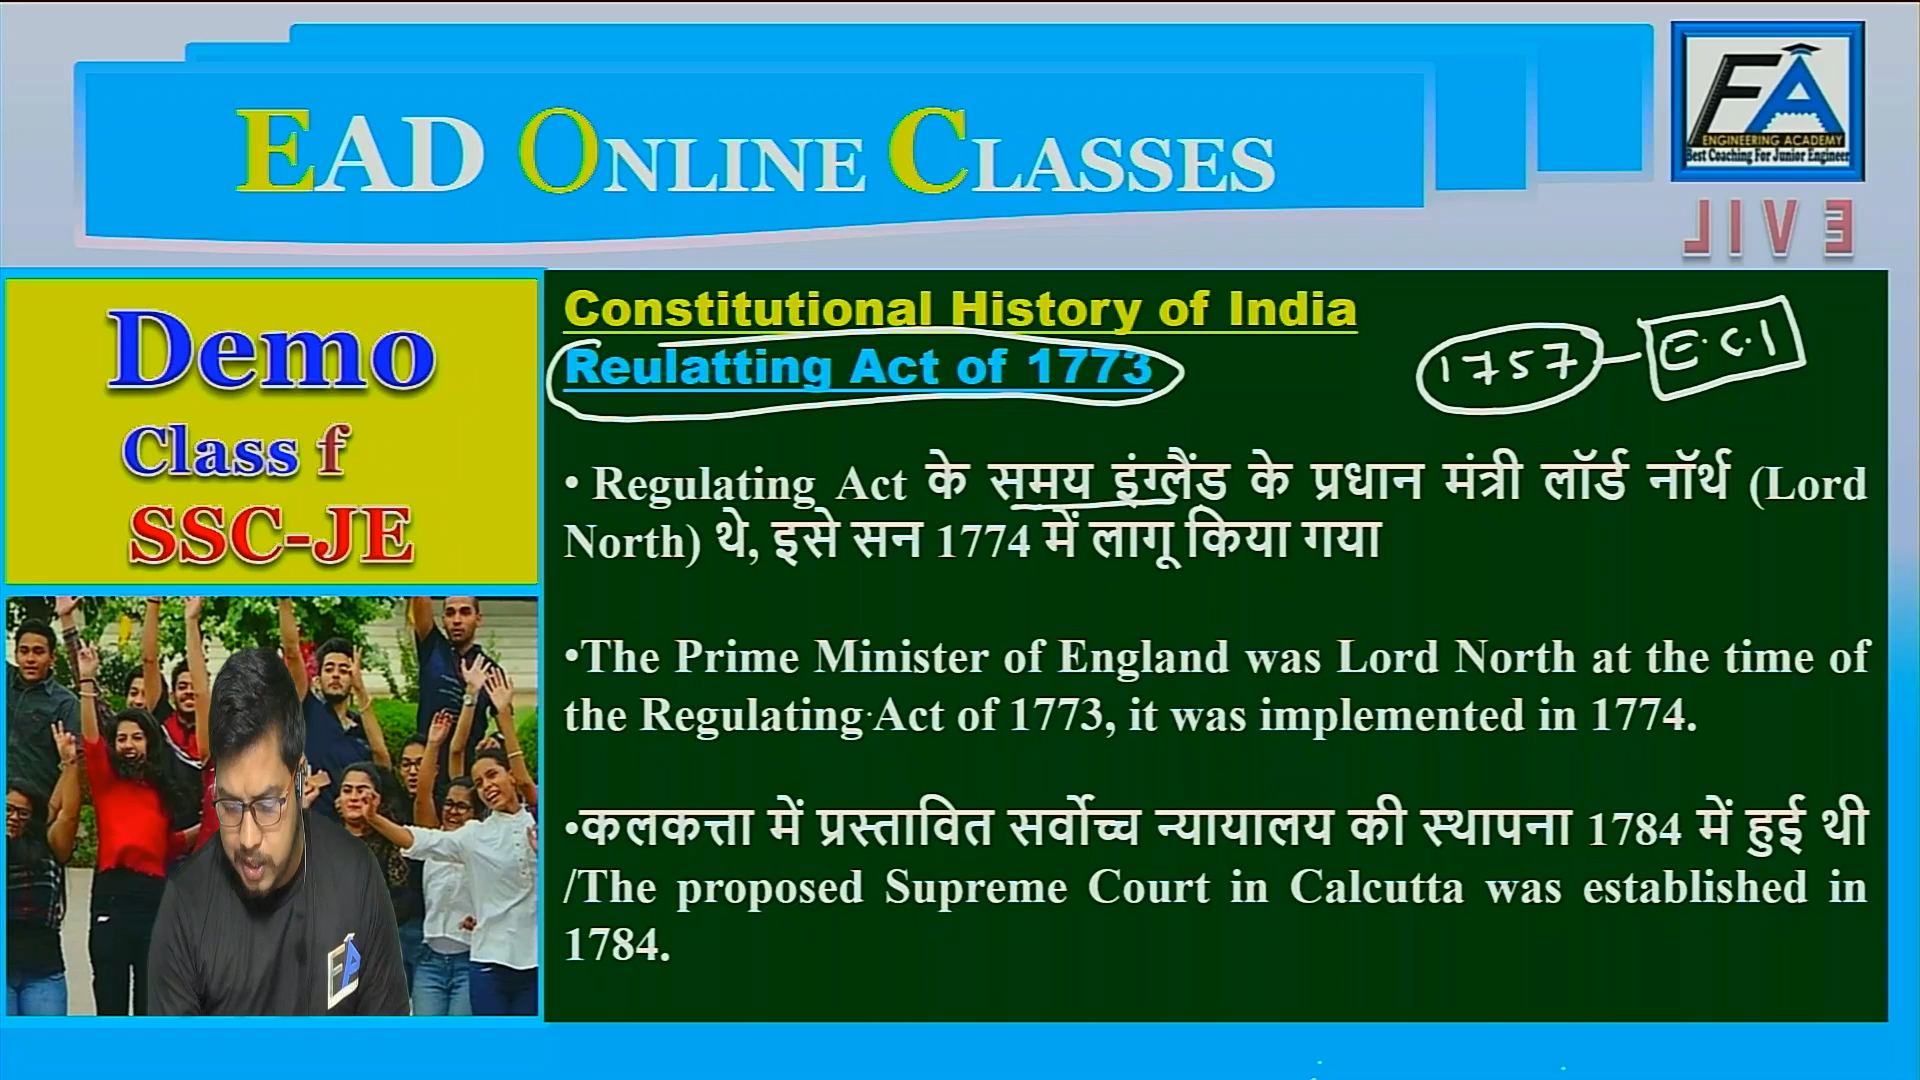 EAD ONLINE CLASSES
ENGINEERING ACADEMY
Best Coaching For Junior Engineer
LIVE
Demo
Class f
SSC-JE
Constitutional History of India
Reulatting Act of 1773
1757 E.C.I
• Regulating Act के समय इंग्लैंड के प्रधान मंत्री लॉर्ड नॉर्थ (Lord
North) थे, इसे सन 1774 में लागू किया गया
•The Prime Minister of England was Lord North at the time of
the Regulating Act of 1773, it was implemented in 1774.
•कलकत्ता में प्रस्तावित सर्वोच्च न्यायालय की स्थापना 1784 में हुई थी
/The proposed Supreme Court in Calcutta was established in
1784.